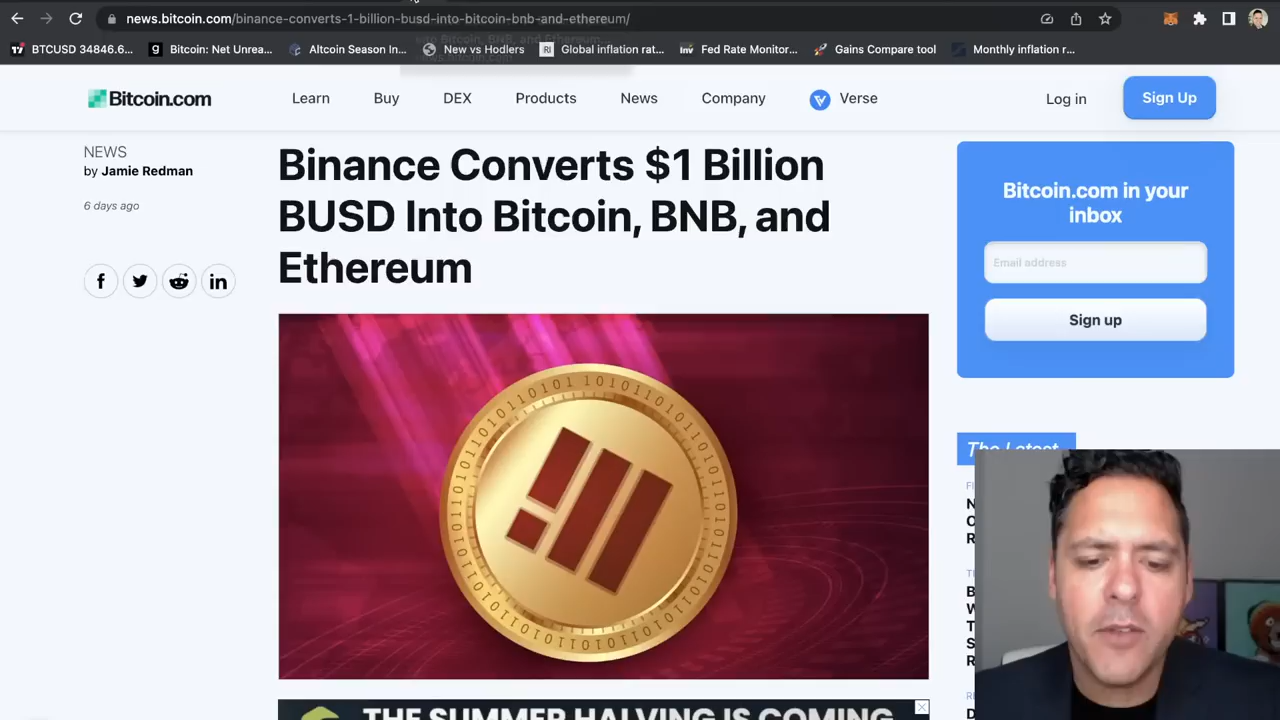 news.bitcoin.com/binance-converts-1-billion-busd-into-bitcoin-bnb-and-ethereum/
BTCUSD 34846.6...
Bitcoin: Net Unrea...
Altcoin Season In...
New vs Hodlers
Global inflation rat...
Fed Rate Monitor...
Gains Compare tool
Monthly inflation r...
Bitcoin.com
Learn
Buy
DEX
Products
News
Company
Verse
Log in
Sign Up
NEWS
by Jamie Redman
6 days ago
Binance Converts $1 Billion
BUSD Into Bitcoin, BNB, and
Ethereum
Bitcoin.com in your
inbox
Email address
Sign up
The Latest
THE SUMMER HALVING IS COMING